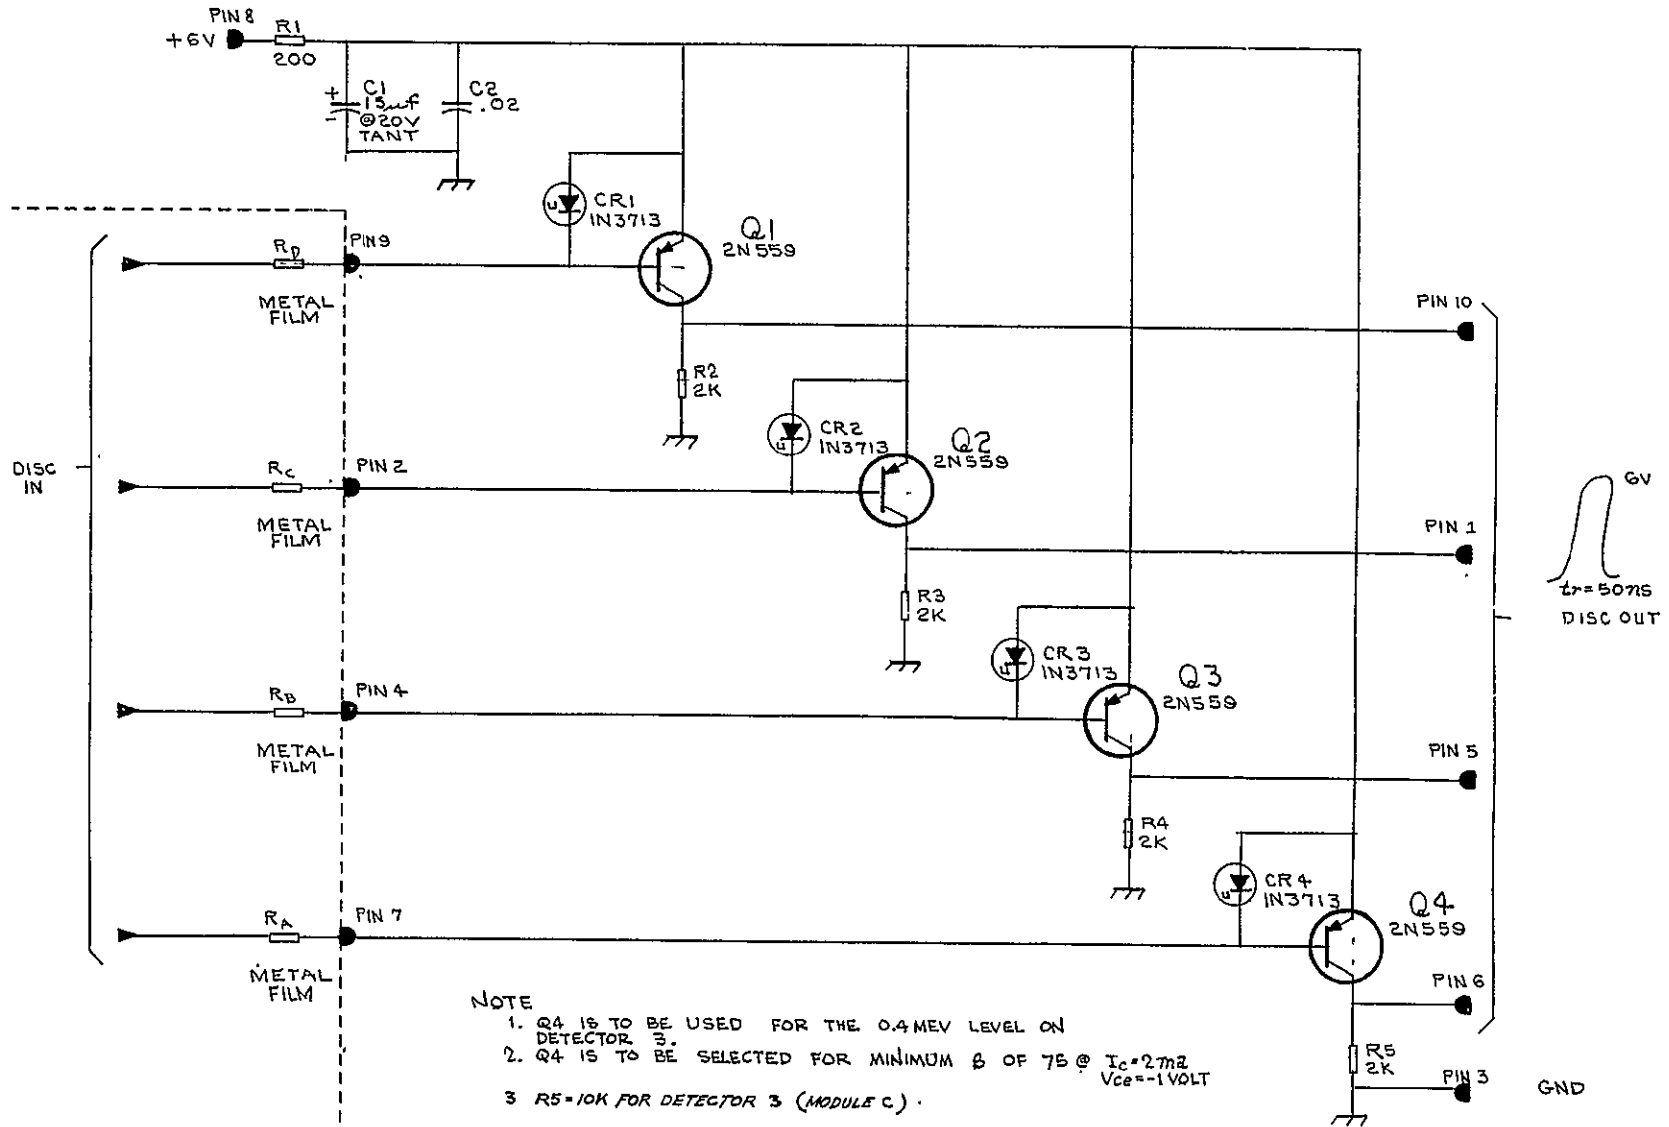 PIN 8
+6V
R1
200
C1
15μf
@20V
TANT
+
-
C2
.02
CR1
1N3713
Q1
2N559
RD
PIN 9
METAL
FILM
PIN 10
R2
2K
CR2
1N3713
Q2
2N559
DISC
IN
RC
PIN 2
METAL
FILM
6V
PIN 1
tr=50ns
DISC OUT
R3
2K
CR3
1N3713
Q3
2N559
RB
PIN 4
METAL
FILM
PIN 5
R4
2K
CR4
1N3713
Q4
2N559
RA
PIN 7
METAL
FILM
PIN 6
R5
2K
PIN 3
GND
NOTE
1. Q4 IS TO BE USED FOR THE 0.4 MEV LEVEL ON
DETECTOR 3.
2. Q4 IS TO BE SELECTED FOR MINIMUM β OF 75 @ Ic=2ma
Vce=-1VOLT
3 R5=10K FOR DETECTOR 3 (MODULE C).